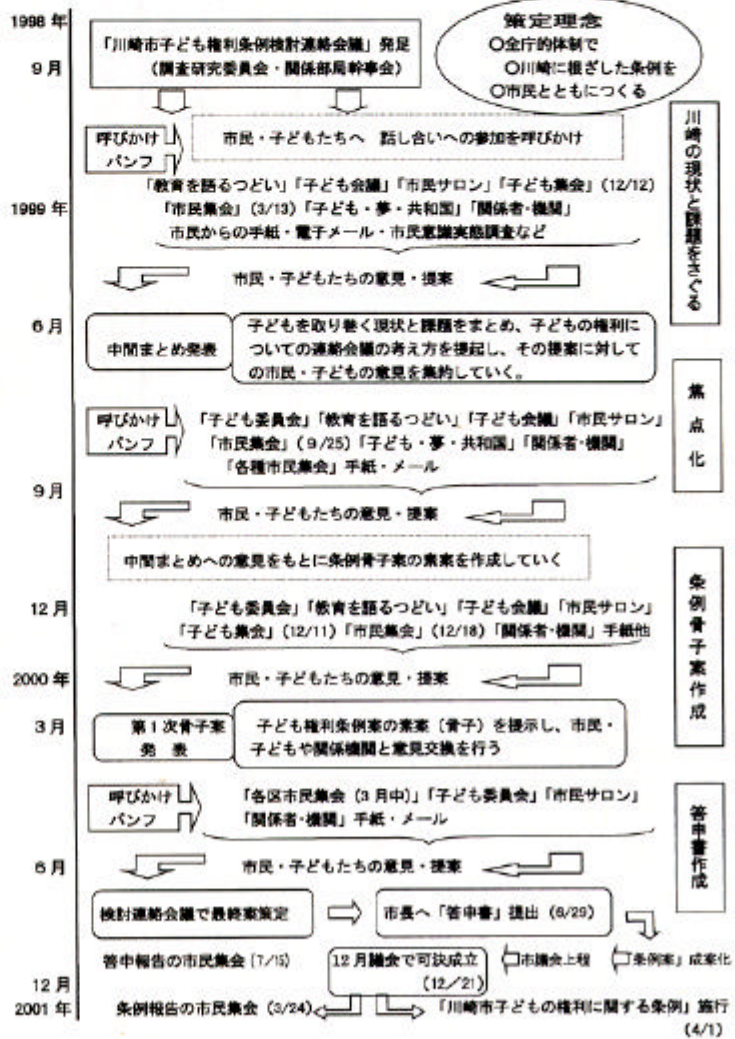 1998年
9月
「川崎市子ども権利条例検討連絡会議」発足
(調査研究委員会・関係部局幹事会)
策定理念
○全庁的体制で
○川崎に根ざした条例を
○市民とともにつくる
呼びかけ
パンフ
市民・子どもたちへ 話し合いへの参加を呼びかけ
川崎の現状と課題をさぐる
「教育を語るつどい」「子ども会議」「市民サロン」「子ども集会」(12/12)
1999年
「市民集会」(3/13)「子ども・夢・共和国」「関係者・機関」
市民からの手紙・電子メール・市民意識実態調査など
市民・子どもたちの意見・提案
6月
中間まとめ発表
子どもを取り巻く現状と課題をまとめ、子どもの権利に
ついての連絡会議の考え方を提起し、その提案に対して
の市民・子どもの意見を集約していく。
焦点化
呼びかけ
パンフ
「子ども委員会」「教育を語るつどい」「子ども会議」「市民サロン」
「市民集会」(9/25)「子ども・夢・共和国」「関係者・機関」
「各種市民集会」手紙・メール
9月
市民・子どもたちの意見・提案
中間まとめへの意見をもとに条例骨子案の素案を作成していく
条例骨子案作成
12月
「子ども委員会」「教育を語るつどい」「子ども会議」「市民サロン」
「子ども集会」(12/11)「市民集会」(12/18)「関係者・機関」手紙他
2000年
市民・子どもたちの意見・提案
3月
第1次骨子案
発 表
子ども権利条例案の素案(骨子)を提示し、市民・
子どもや関係機関と意見交換を行う
呼びかけ
パンフ
「各区市民集会(3月中)」「子ども委員会」「市民サロン」
「関係者・機関」手紙・メール
答申書作成
6月
市民・子どもたちの意見・提案
検討連絡会議で最終案策定
市長へ「答申書」提出(6/29)
答申報告の市民集会(7/15)
12月議会で可決成立
(12/21)
市議会上程
「条例案」成案化
12月
2001年
条例報告の市民集会(3/24)
「川崎市子どもの権利に関する条例」施行
(4/1)